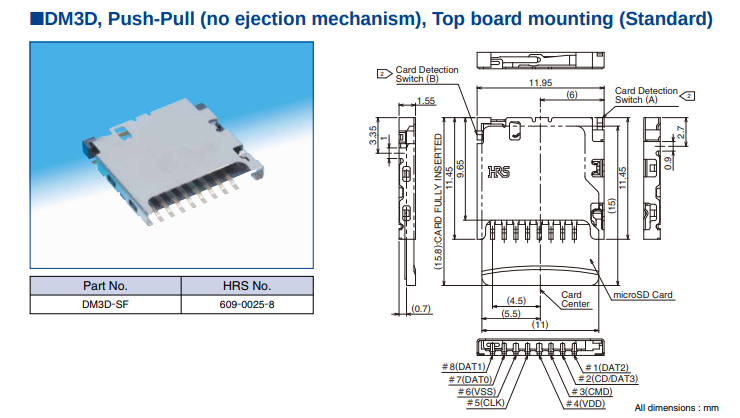 ■DM3D, Push-Pull (no ejection mechanism), Top board mounting (Standard)
Part No.
HRS No.
DM3D-SF
609-0025-8
2
Card Detection
Switch (B)
11.95
(6)
Card Detection
Switch (A)
2
1.55
3.35
1
(15.8):CARD FULLY INSERTED
11.45
9.65
HRS
(15)
11.45
2.7
0.9
(0.7)
(4.5)
(5.5)
(11)
Card
Center
microSD Card
#8(DAT1)
#7(DAT0)
#6(VSS)
#5(CLK)
#1(DAT2)
#2(CD/DAT3)
#3(CMD)
#4(VDD)
All dimensions : mm